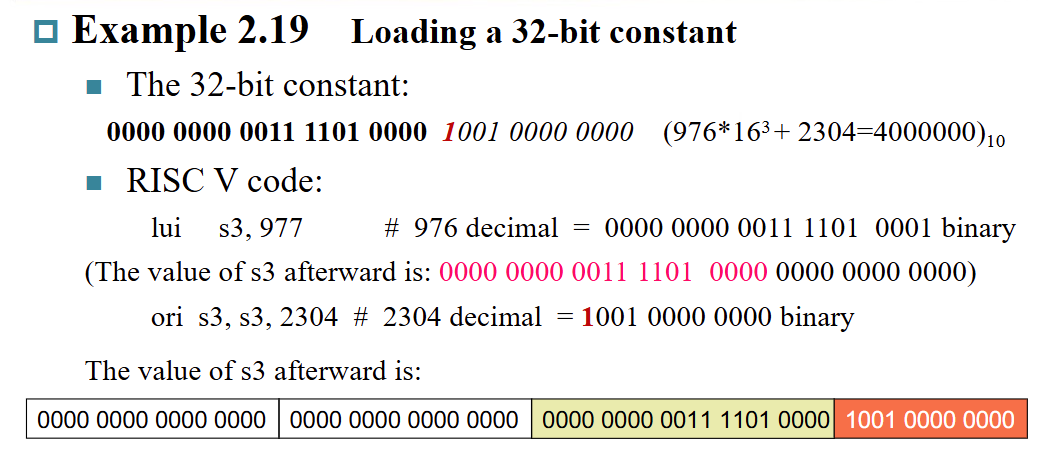 Example 2.19 Loading a 32-bit constant
The 32-bit constant:
0000 0000 0011 1101 0000 1001 0000 0000 (976*16³+ 2304=4000000)₁₀
RISC V code:
lui s3, 977 # 976 decimal = 0000 0000 0011 1101 0001 binary
(The value of s3 afterward is: 0000 0000 0011 1101 0000 0000 0000 0000)
ori s3, s3, 2304 # 2304 decimal = 1001 0000 0000 binary
The value of s3 afterward is:
0000 0000 0000 0000 0000 0000 0000 0000 0000 0000 0011 1101 0000 1001 0000 0000